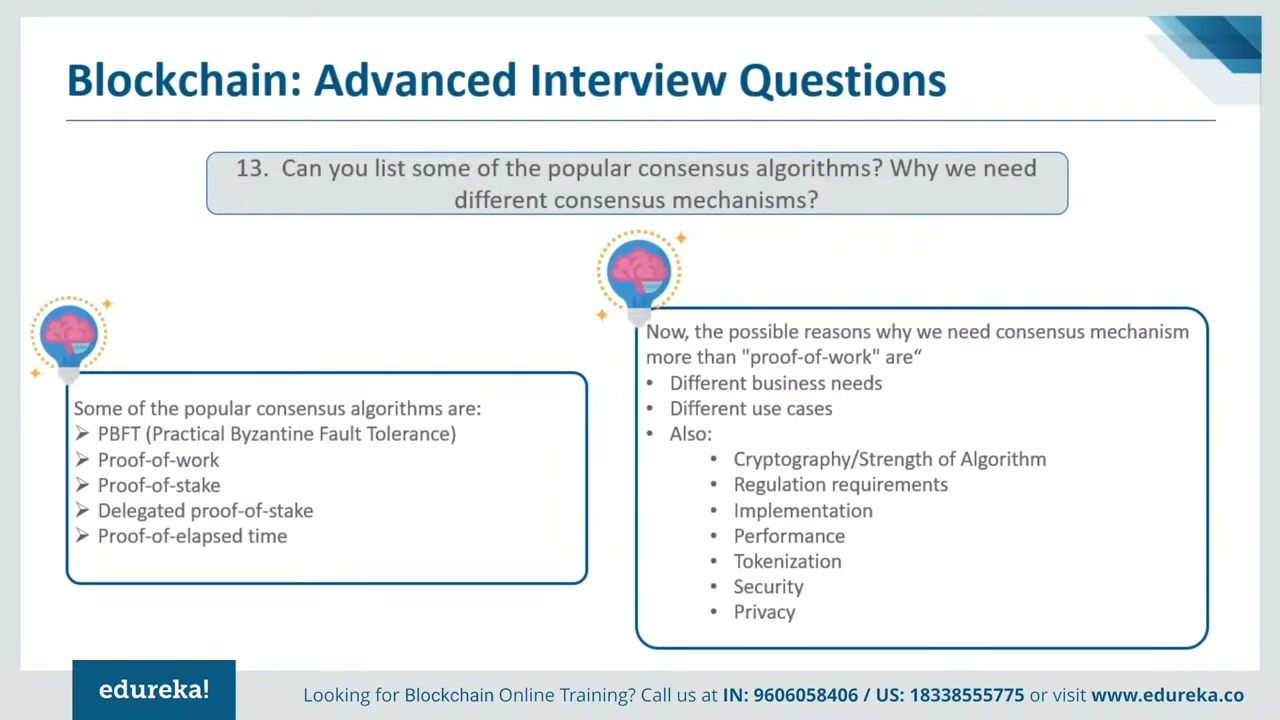 Blockchain: Advanced Interview Questions
13. Can you list some of the popular consensus algorithms? Why we need
different consensus mechanisms?
Some of the popular consensus algorithms are:
➢ PBFT (Practical Byzantine Fault Tolerance)
➢ Proof-of-work
➢ Proof-of-stake
➢ Delegated proof-of-stake
➢ Proof-of-elapsed time
Now, the possible reasons why we need consensus mechanism
more than "proof-of-work" are“
• Different business needs
• Different use cases
• Also:
• Cryptography/Strength of Algorithm
• Regulation requirements
• Implementation
• Performance
• Tokenization
• Security
• Privacy
edureka!
Looking for Blockchain Online Training? Call us at IN: 9606058406 / US: 18338555775 or visit www.edureka.co